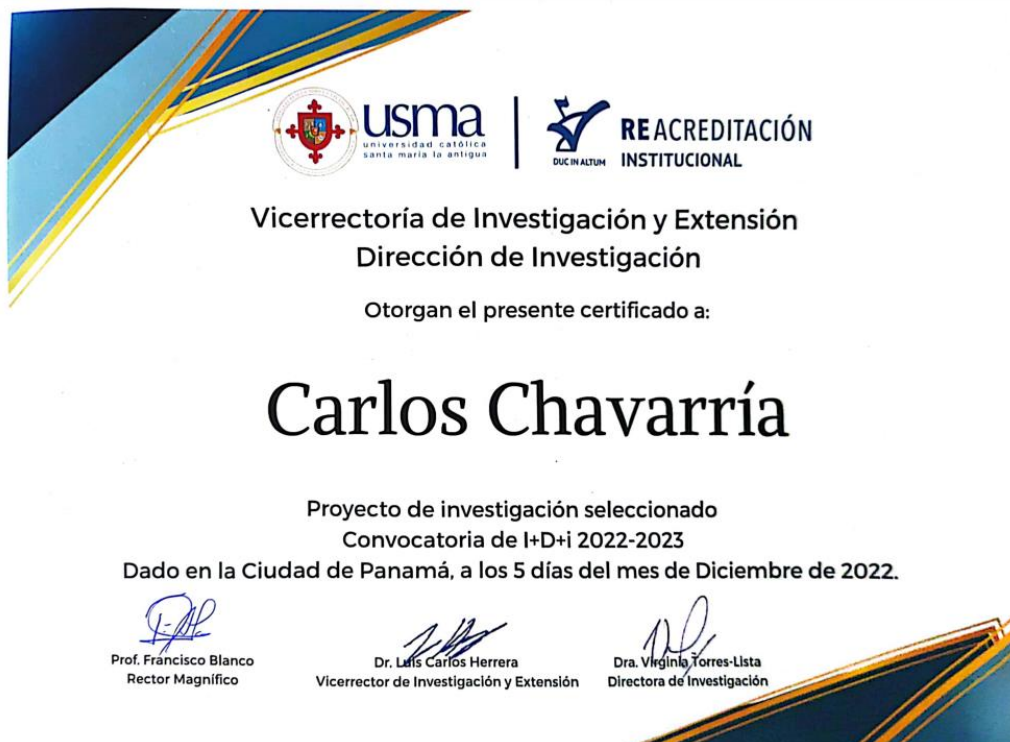 usma
universidad católica
santa maría la antigua
DUC IN ALTUM
REACREDITACIÓN
INSTITUCIONAL
Vicerrectoría de Investigación y Extensión
Dirección de Investigación
Otorgan el presente certificado a:
Carlos Chavarría
Proyecto de investigación seleccionado
Convocatoria de I+D+i 2022-2023
Dado en la Ciudad de Panamá, a los 5 días del mes de Diciembre de 2022.
Prof. Francisco Blanco
Rector Magnífico
Dr. Luis Carlos Herrera
Vicerrector de Investigación y Extensión
Dra. Virginia Torres-Lista
Directora de Investigación